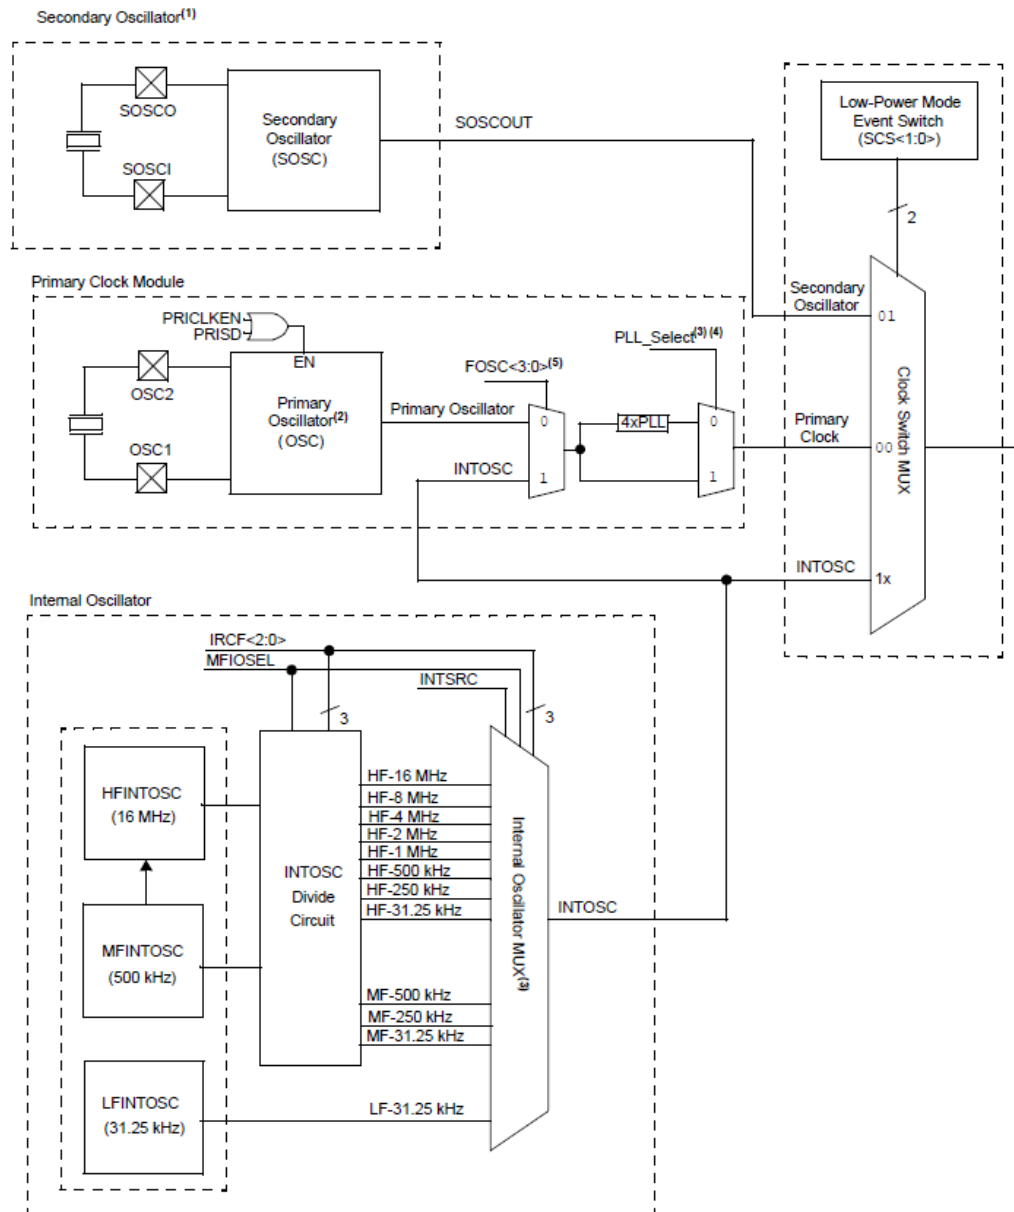 Secondary Oscillator(1)
SOSCO
SOSCI
Secondary
Oscillator
(SOSC)
SOSCOUT
Low-Power Mode
Event Switch
(SCS<1:0>)
2
Secondary
Oscillator
01
Primary
Clock
00
INTOSC
1x
Clock Switch MUX
Primary Clock Module
PRICLKEN
PRISD
EN
OSC2
OSC1
Primary
Oscillator(2)
(OSC)
Primary Oscillator
INTOSC
FOSC<3:0>(5)
0
1
PLL_Select(3) (4)
4xPLL
0
1
Internal Oscillator
IRCF<2:0>
MFIOSEL
INTSRC
3
3
HFINTOSC
(16 MHz)
MFINTOSC
(500 kHz)
LFINTOSC
(31.25 kHz)
INTOSC
Divide
Circuit
HF-16 MHz
HF-8 MHz
HF-4 MHz
HF-2 MHz
HF-1 MHz
HF-500 kHz
HF-250 kHz
HF-31.25 kHz
MF-500 kHz
MF-250 kHz
MF-31.25 kHz
LF-31.25 kHz
Internal Oscillator MUX(3)
INTOSC